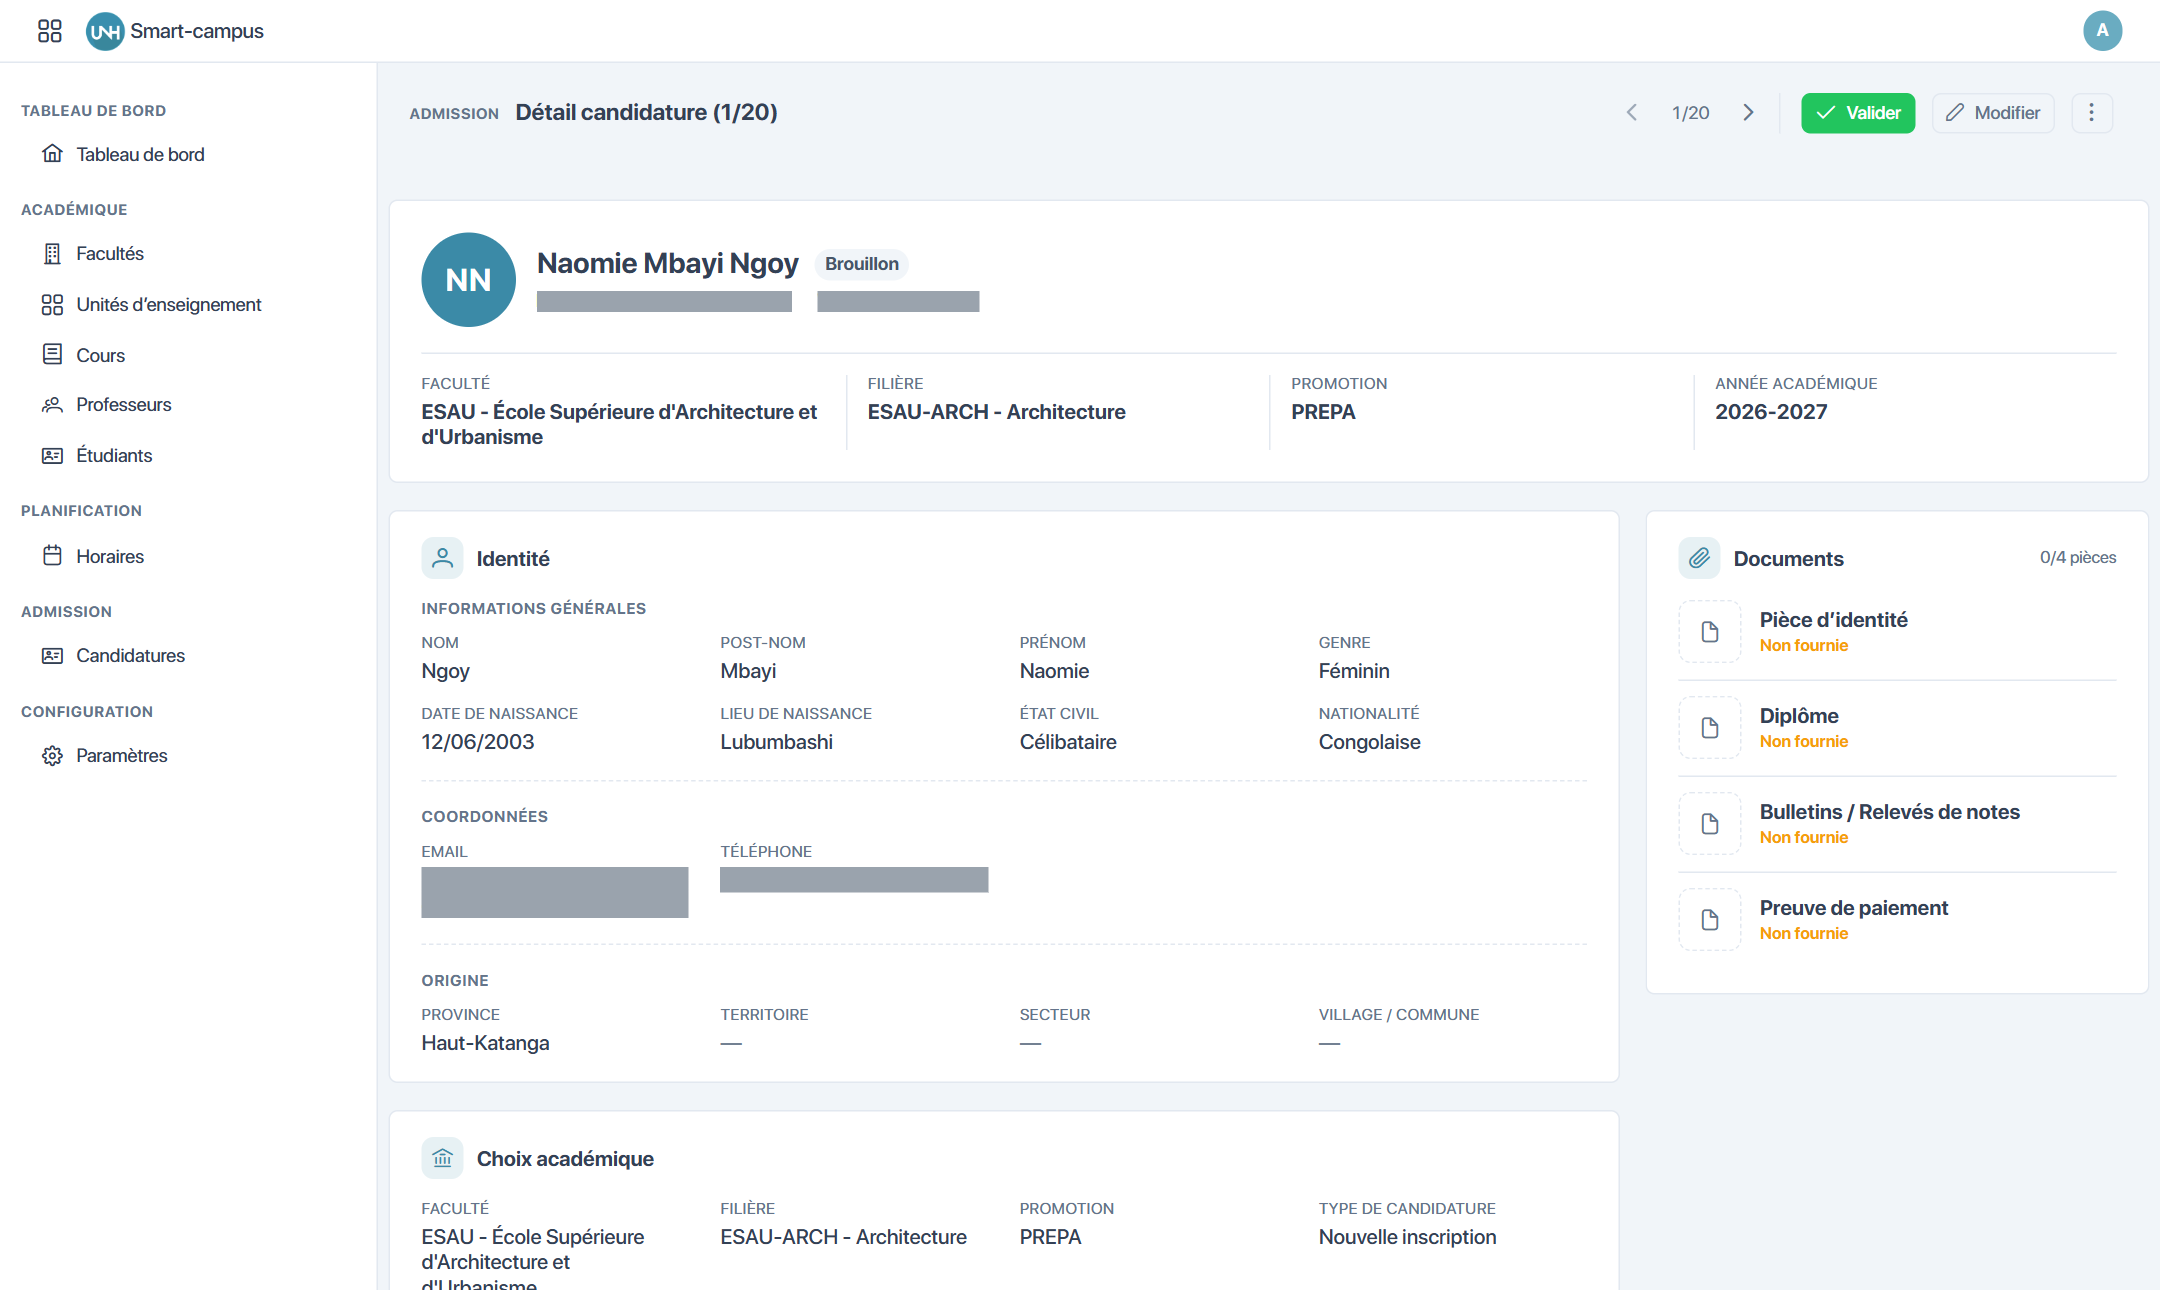 UNH Smart-campus
A
TABLEAU DE BORD
Tableau de bord
ACADÉMIQUE
Facultés
Unités d'enseignement
Cours
Professeurs
Étudiants
PLANIFICATION
Horaires
ADMISSION
Candidatures
CONFIGURATION
Paramètres
ADMISSION Détail candidature (1/20)
1/20
Valider
Modifier
NN
Naomie Mbayi Ngoy Brouillon
FACULTÉ
ESAU - École Supérieure d'Architecture et
d'Urbanisme
FILIÈRE
ESAU-ARCH - Architecture
PROMOTION
PREPA
ANNÉE ACADÉMIQUE
2026-2027
Identité
INFORMATIONS GÉNÉRALES
NOM
Ngoy
POST-NOM
Mbayi
PRÉNOM
Naomie
GENRE
Féminin
DATE DE NAISSANCE
12/06/2003
LIEU DE NAISSANCE
Lubumbashi
ÉTAT CIVIL
Célibataire
NATIONALITÉ
Congolaise
COORDONNÉES
EMAIL
TÉLÉPHONE
ORIGINE
PROVINCE
Haut-Katanga
TERRITOIRE
—
SECTEUR
—
VILLAGE / COMMUNE
—
Choix académique
FACULTÉ
ESAU - École Supérieure
d'Architecture et
d'Urbanisme
FILIÈRE
ESAU-ARCH - Architecture
PROMOTION
PREPA
TYPE DE CANDIDATURE
Nouvelle inscription
Documents
0/4 pièces
Pièce d'identité
Non fournie
Diplôme
Non fournie
Bulletins / Relevés de notes
Non fournie
Preuve de paiement
Non fournie